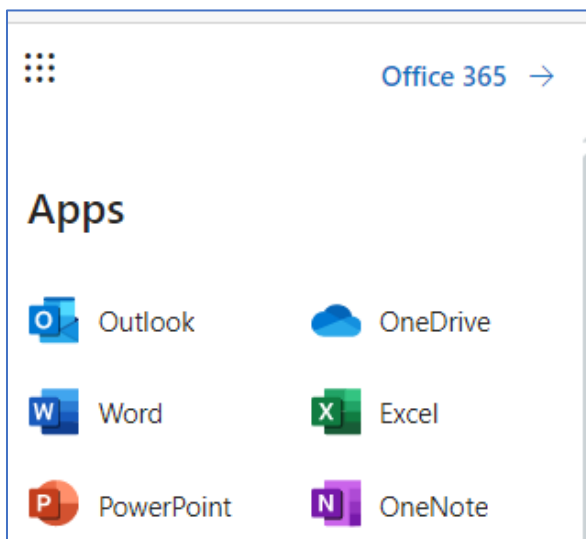 Office 365 →
Apps
O Outlook
OneDrive
W Word
X Excel
P PowerPoint
N OneNote